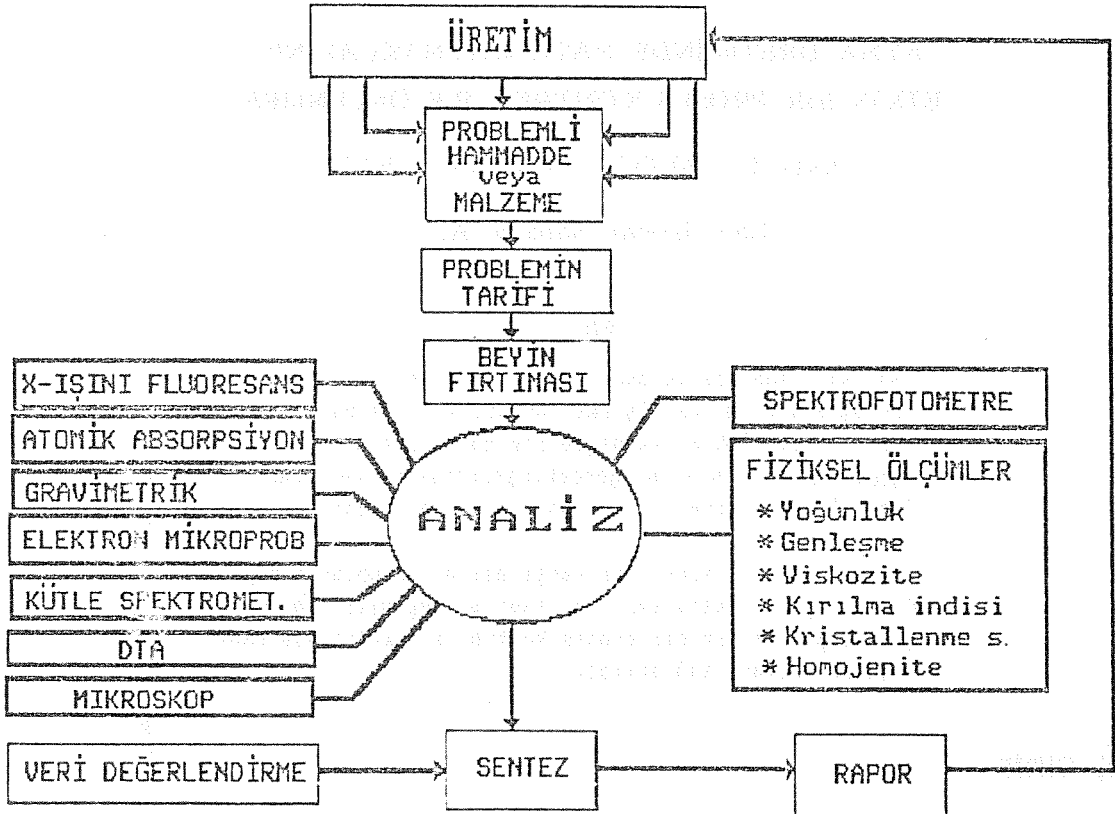 ÜRETİM
PROBLEMLİ
HAMMADDE
veya
MALZEME
PROBLEMİN
TARİFİ
BEYİN
FIRTINASI
X-IŞINI FLUORESANS
ATOMİK ABSORPSİYON
GRAVİMETRİK
ELEKTRON MİKROPROB
KÜTLE SPEKTROMET.
DTA
MIKROSKOP
ANALİZ
SPEKTROFOTOMETRE
FİZİKSEL ÖLÇÜMLER
* Yoğunluk
* Genleşme
* Viskozite
* Kırılma indisi
* Kristallenme s.
* Homojenite
VERİ DEĞERLENDİRME
SENTEZ
RAPOR